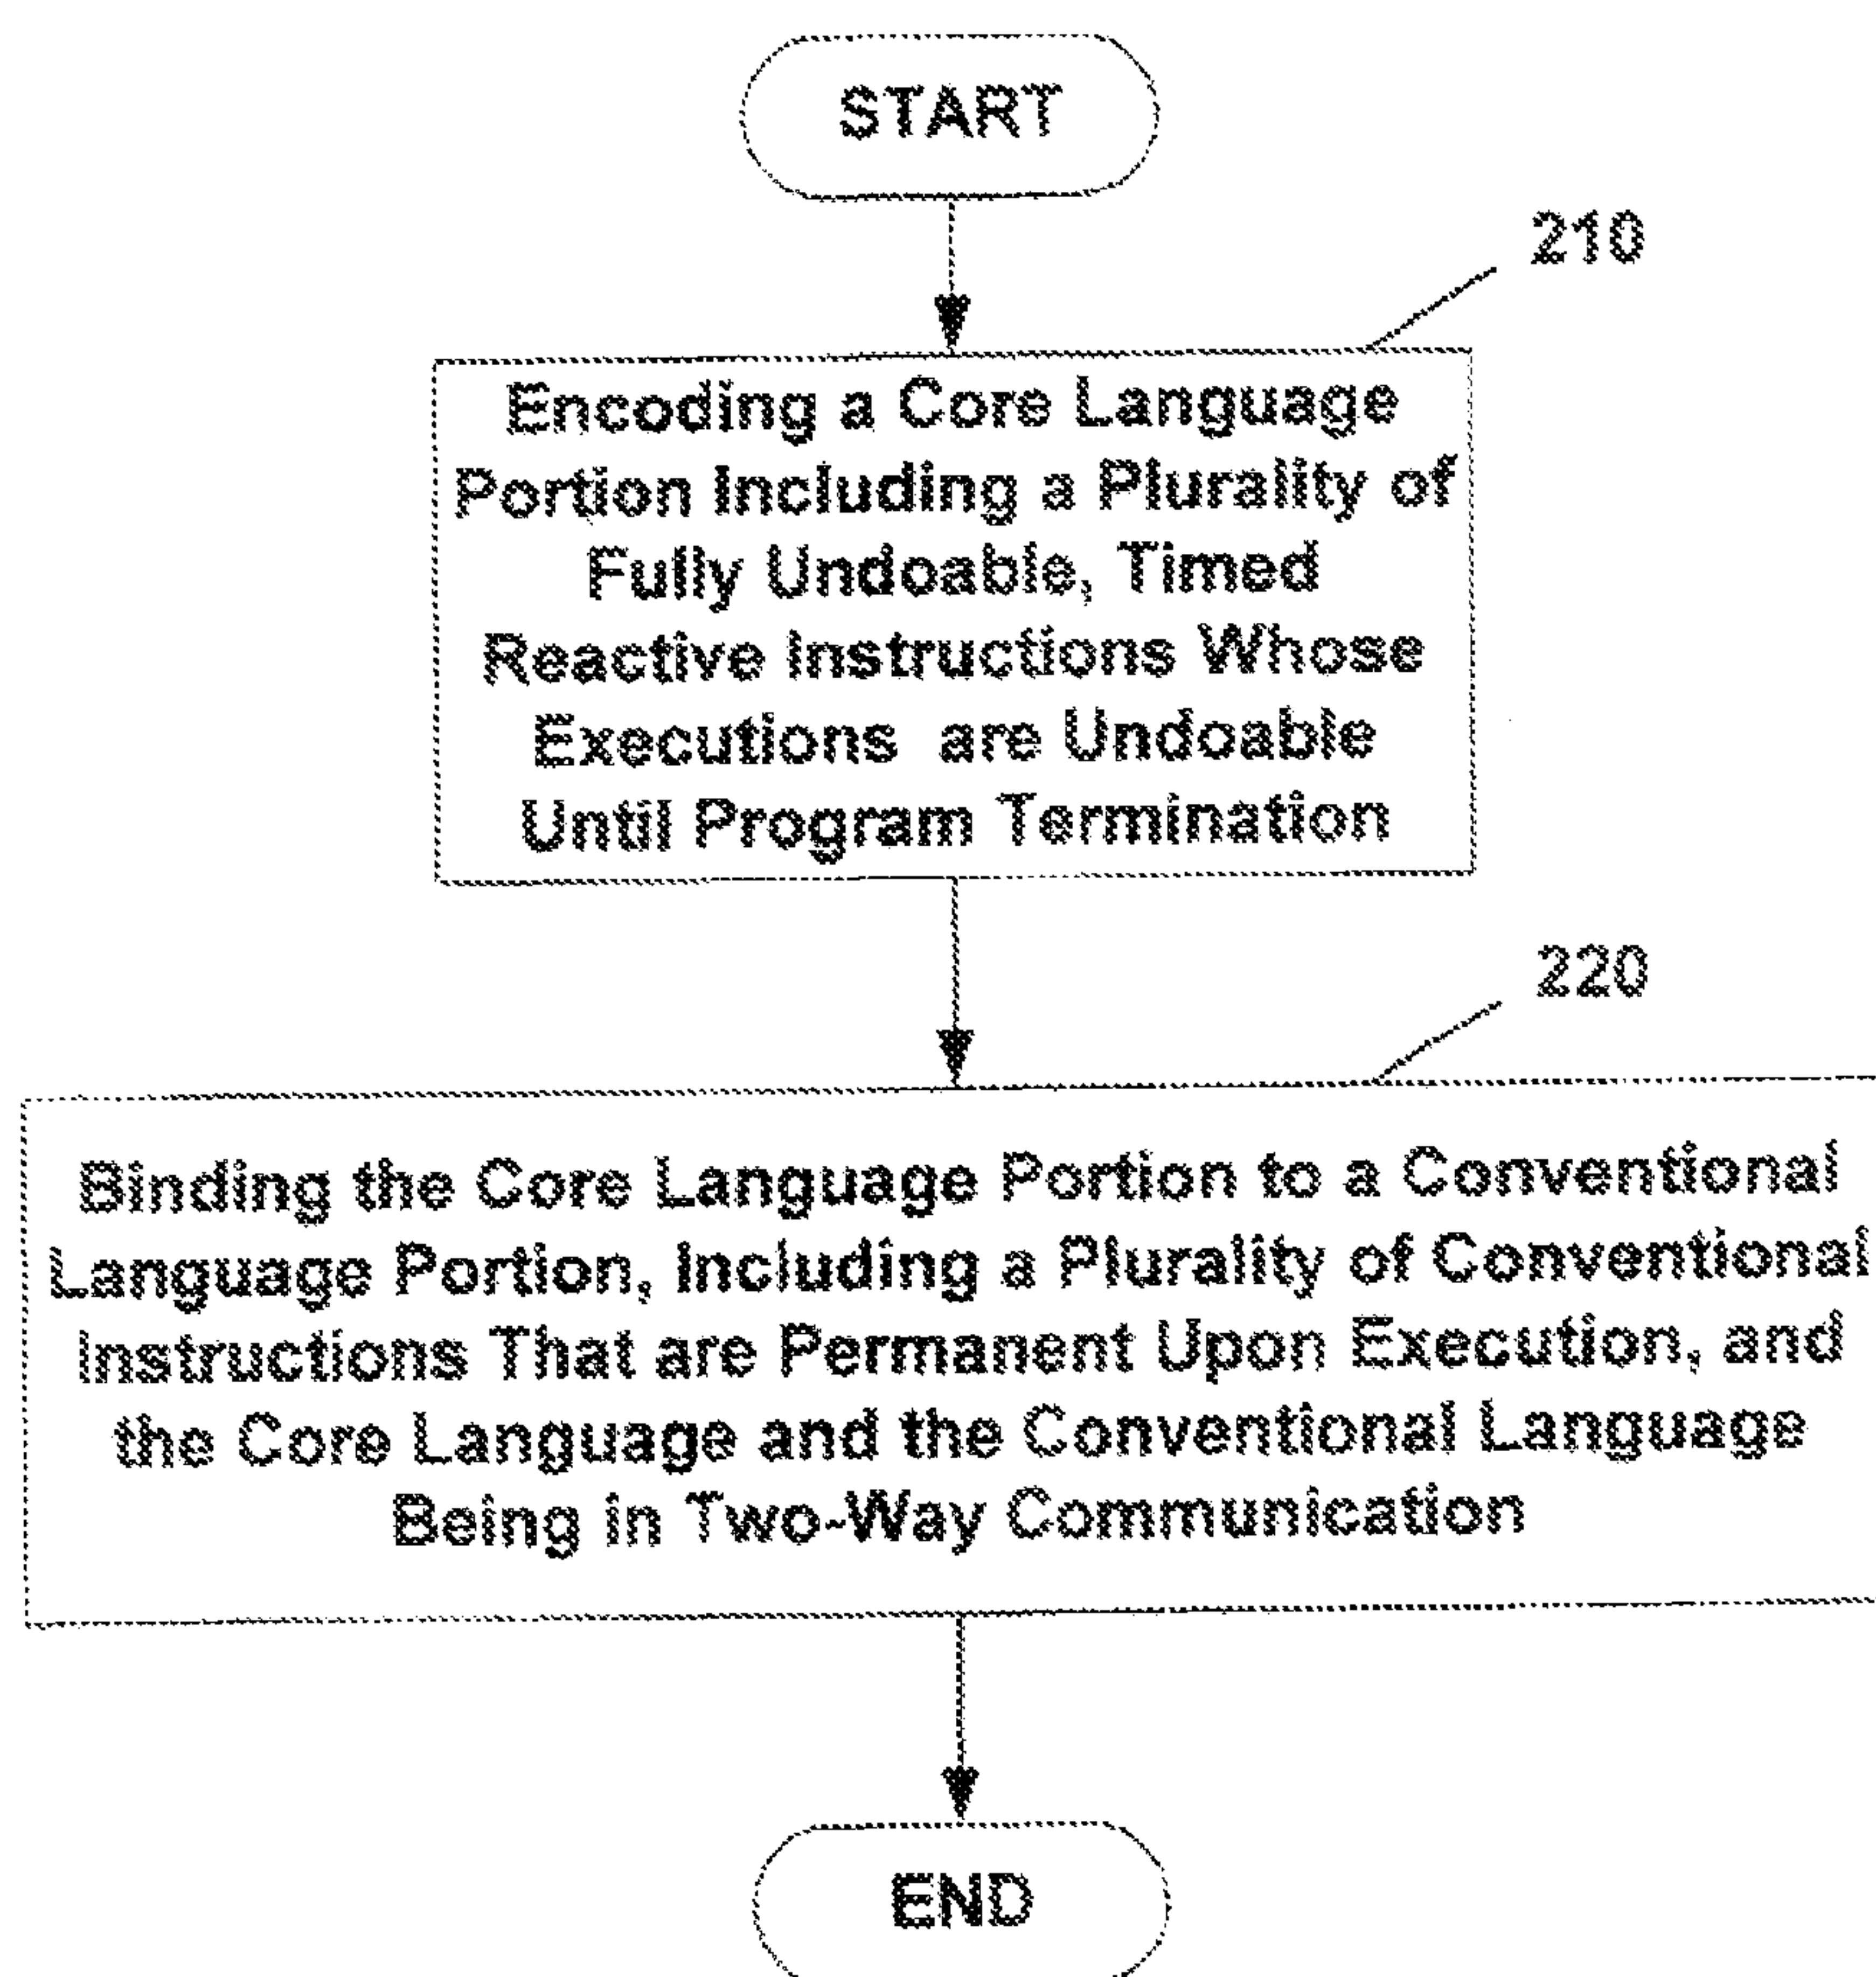 START
210
Encoding a Core Language
Portion Including a Plurality of
Fully Undoable, Timed
Reactive Instructions Whose
Executions are Undoable
Until Program Termination
220
Binding the Core Language Portion to a Conventional
Language Portion, Including a Plurality of Conventional
Instructions That are Permanent Upon Execution, and
the Core Language and the Conventional Language
Being in Two-Way Communication
END